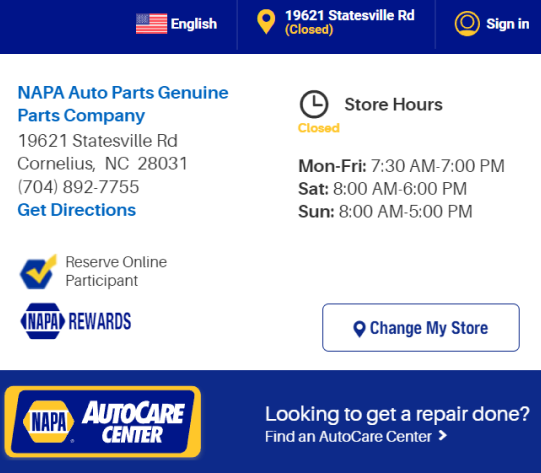 English
19621 Statesville Rd
(Closed)
Sign in
NAPA Auto Parts Genuine
Parts Company
19621 Statesville Rd
Cornelius, NC 28031
(704) 892-7755
Get Directions
Store Hours
Closed
Mon-Fri: 7:30 AM-7:00 PM
Sat: 8:00 AM-6:00 PM
Sun: 8:00 AM-5:00 PM
Reserve Online
Participant
NAPA REWARDS
Change My Store
NAPA AUTOCARE
CENTER
Looking to get a repair done?
Find an AutoCare Center